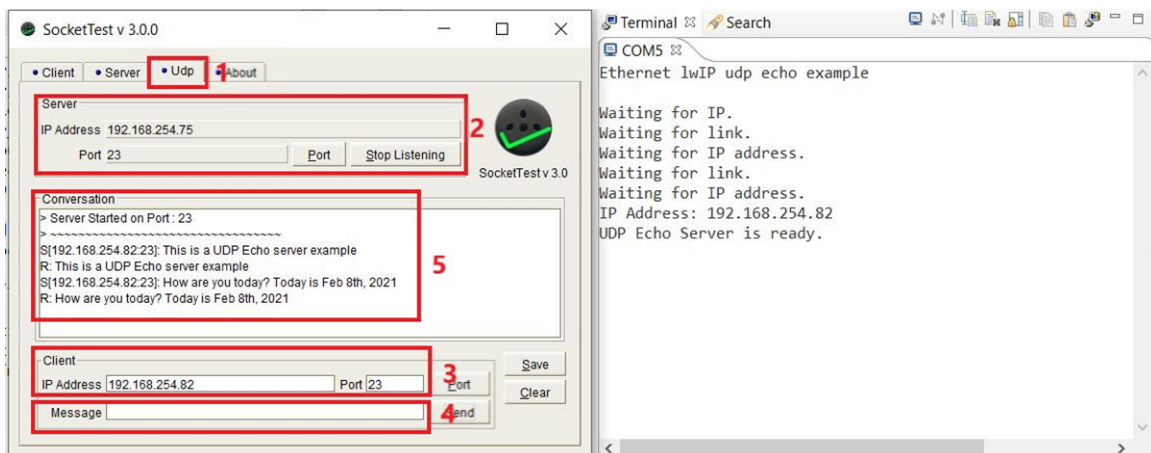 SocketTest v 3.0.0
Client Server Udp About
1
Server
IP Address 192.168.254.75
2
Port 23 Port Stop Listening
SocketTest v 3.0
Conversation
> Server Started on Port : 23
> ~~~~~~~~~~~~~~~~~~~~~~~~~~~~~~~~~
S[192.168.254.82:23]: This is a UDP Echo server example
R: This is a UDP Echo server example
5
S[192.168.254.82:23]: How are you today? Today is Feb 8th, 2021
R: How are you today? Today is Feb 8th, 2021
Client
IP Address 192.168.254.82 Port 23
3
Port
Save
Clear
Message
4
Send
Terminal Search
COM5
Ethernet lwIP udp echo example
Waiting for IP.
Waiting for link.
Waiting for IP address.
Waiting for link.
Waiting for IP address.
IP Address: 192.168.254.82
UDP Echo Server is ready.